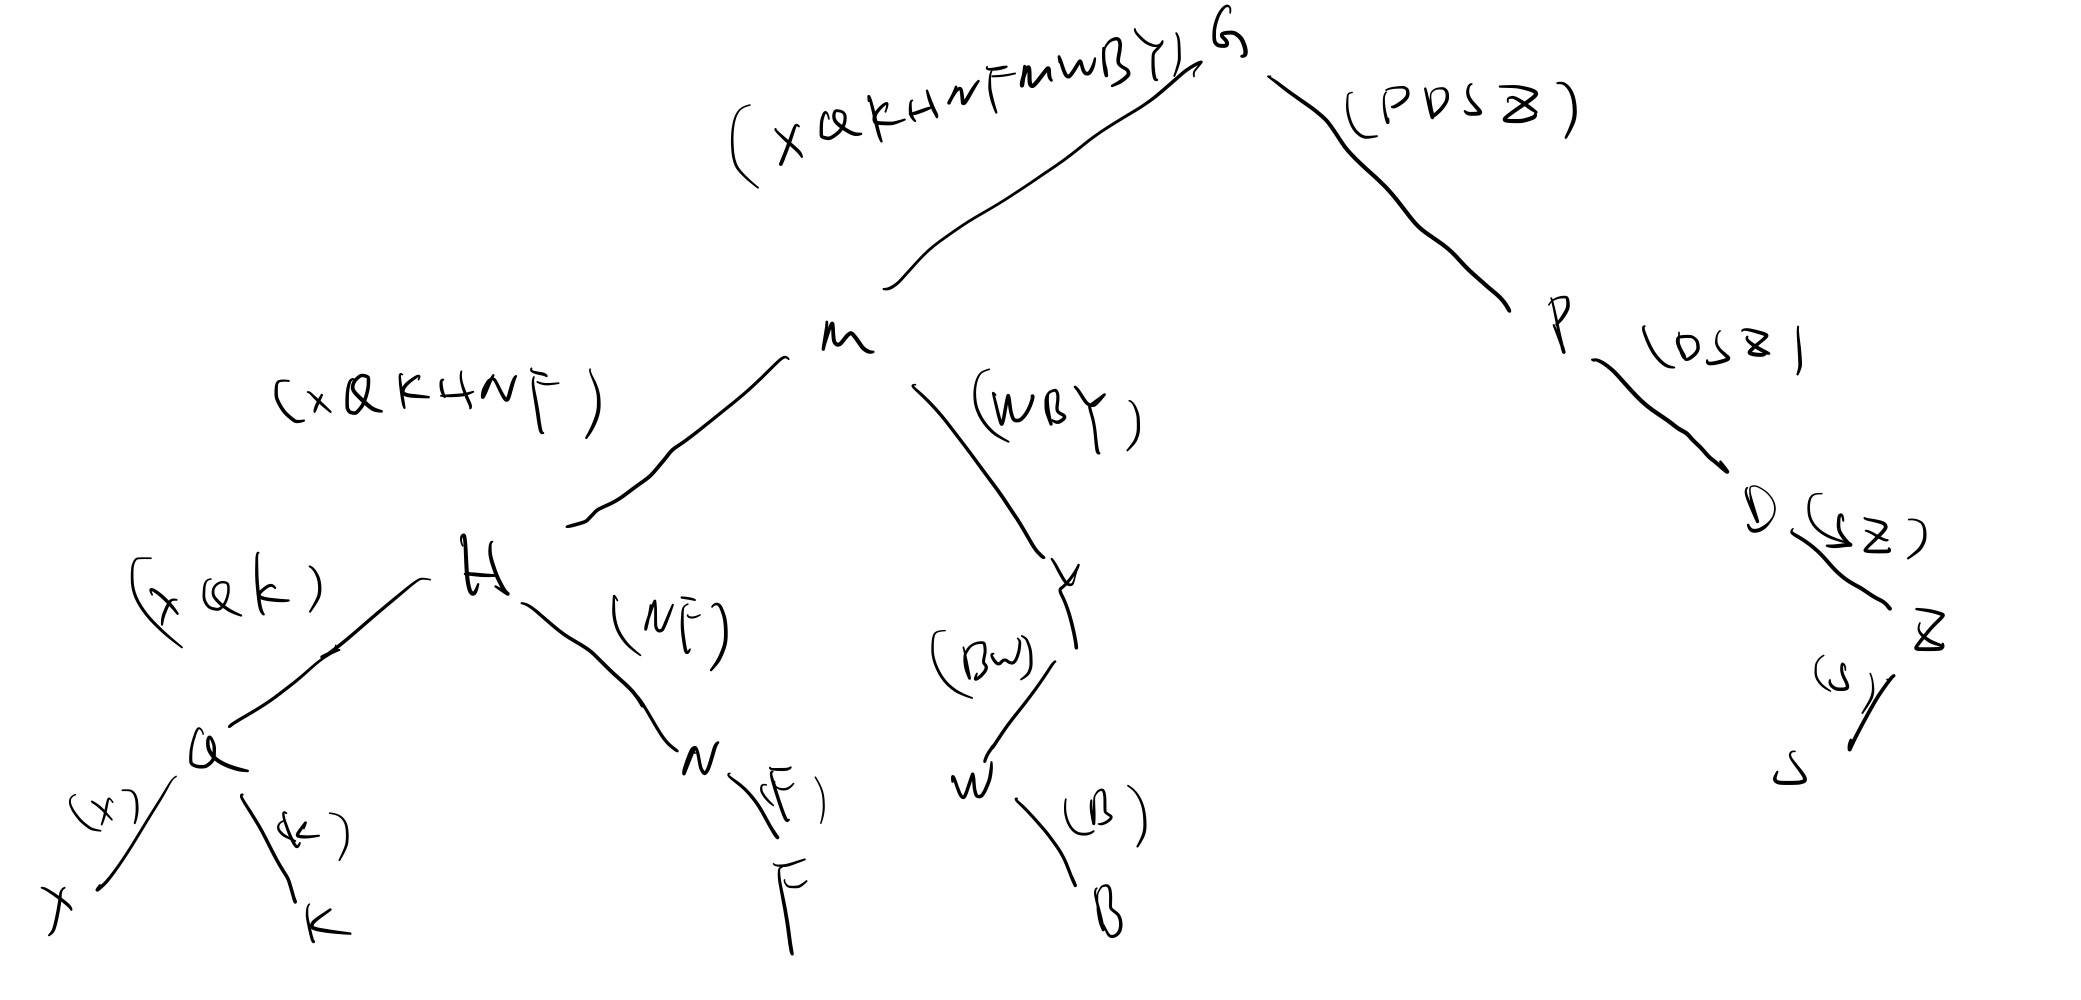 G
(XQKHNFMWBY)
(PDSZ)
M
P
(XQKHNF)
(WBY)
(DSZ)
H
Y
D
(SZ)
(XQK)
(NF)
(BW)
Z
(S)
Q
N
W
S
(X)
(K)
(F)
(B)
X
K
F
B